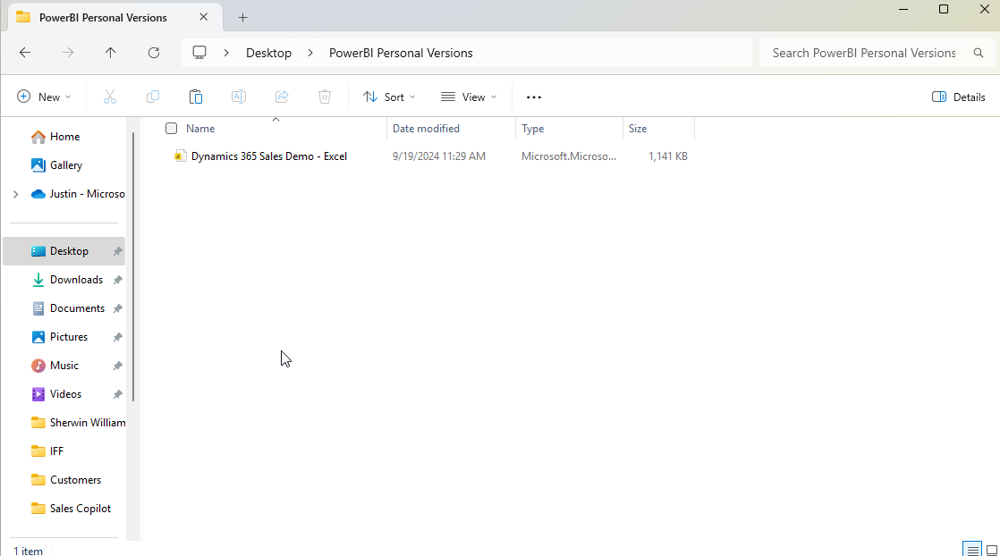 PowerBI Personal Versions
Desktop PowerBI Personal Versions
Search PowerBI Personal Versions
New Sort View Details
Name Date modified Type Size
Dynamics 365 Sales Demo - Excel 9/19/2024 11:29 AM Microsoft.Microso... 1,141 KB
Home
Gallery
Justin - Microso
Desktop
Downloads
Documents
Pictures
Music
Videos
Sherwin William
IFF
Customers
Sales Copilot
1 item